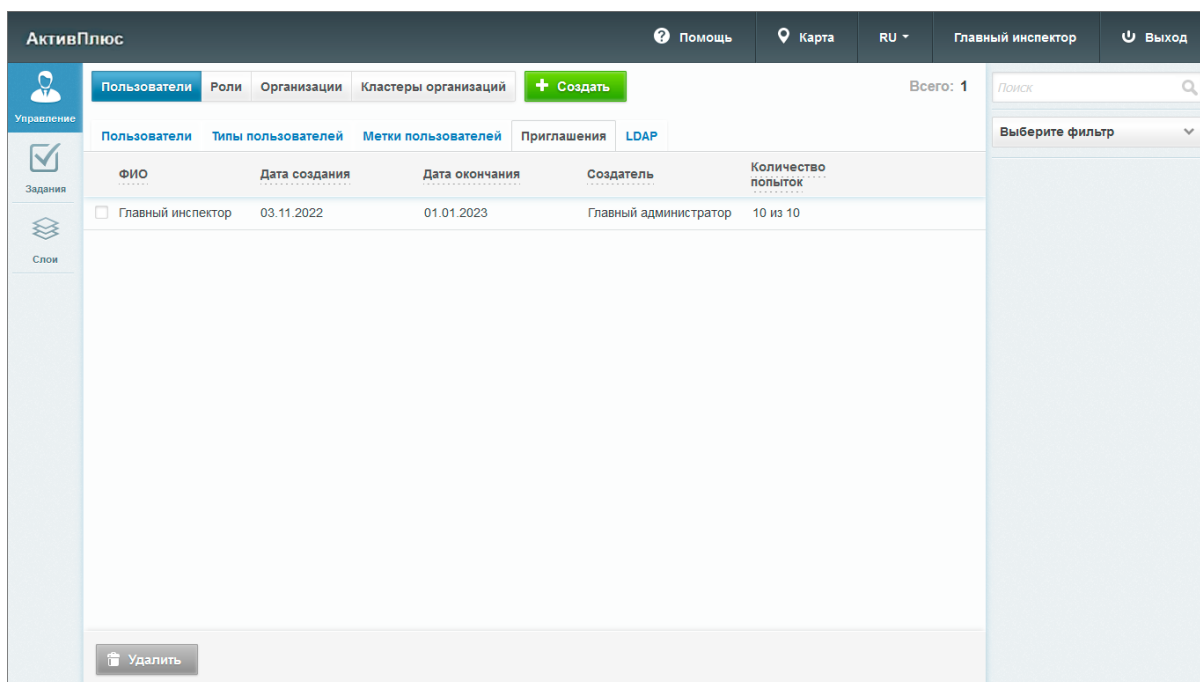 АктивПлюс Помощь Карта RU Главный инспектор Выход
Управление
Задания
Слои
Пользователи Роли Организации Кластеры организаций Создать Всего: 1
Пользователи Типы пользователей Метки пользователей Приглашения LDAP
ФИО Дата создания Дата окончания Создатель Количество попыток
Главный инспектор 03.11.2022 01.01.2023 Главный администратор 10 из 10
Удалить
Поиск
Выберите фильтр